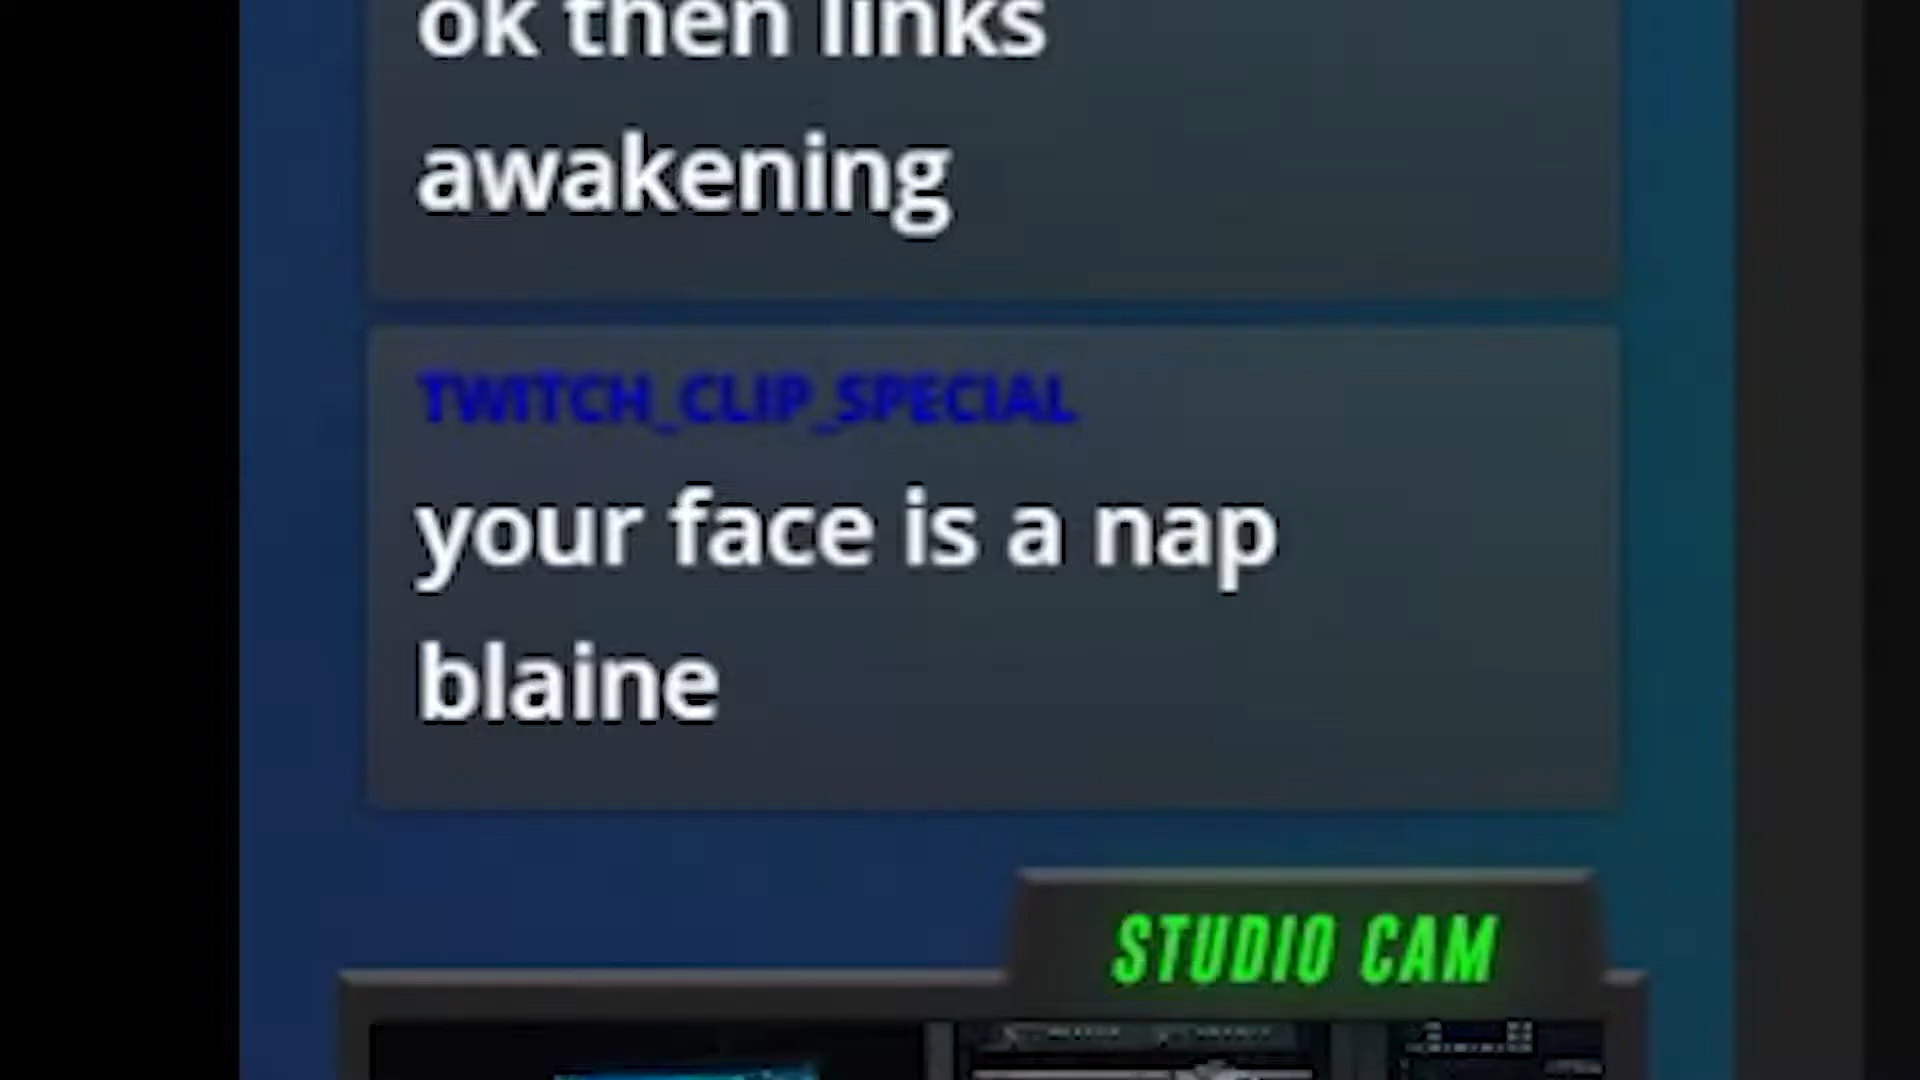 ok then links
awakening
TWITCH_CLIP_SPECIAL
your face is a nap
blaine
STUDIO CAM